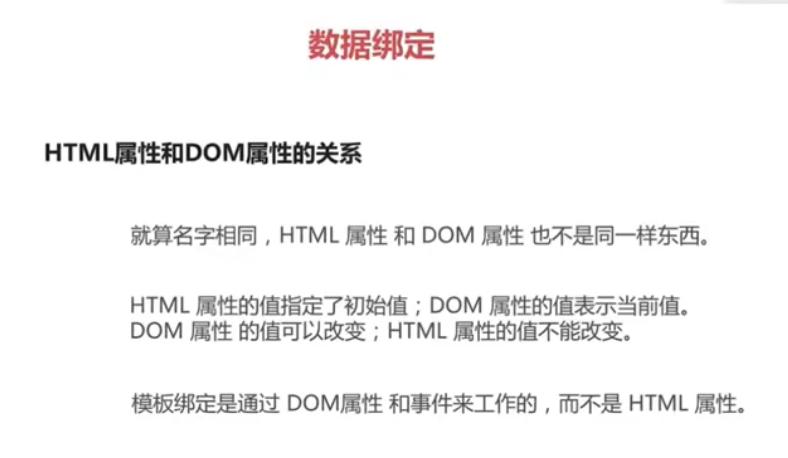 数据绑定
HTML属性和DOM属性的关系
就算名字相同，HTML 属性 和 DOM 属性 也不是同一样东西。
HTML 属性的值指定了初始值；DOM 属性的值表示当前值。
DOM 属性 的值可以改变；HTML 属性的值不能改变。
模板绑定是通过 DOM属性 和事件来工作的，而不是 HTML 属性。